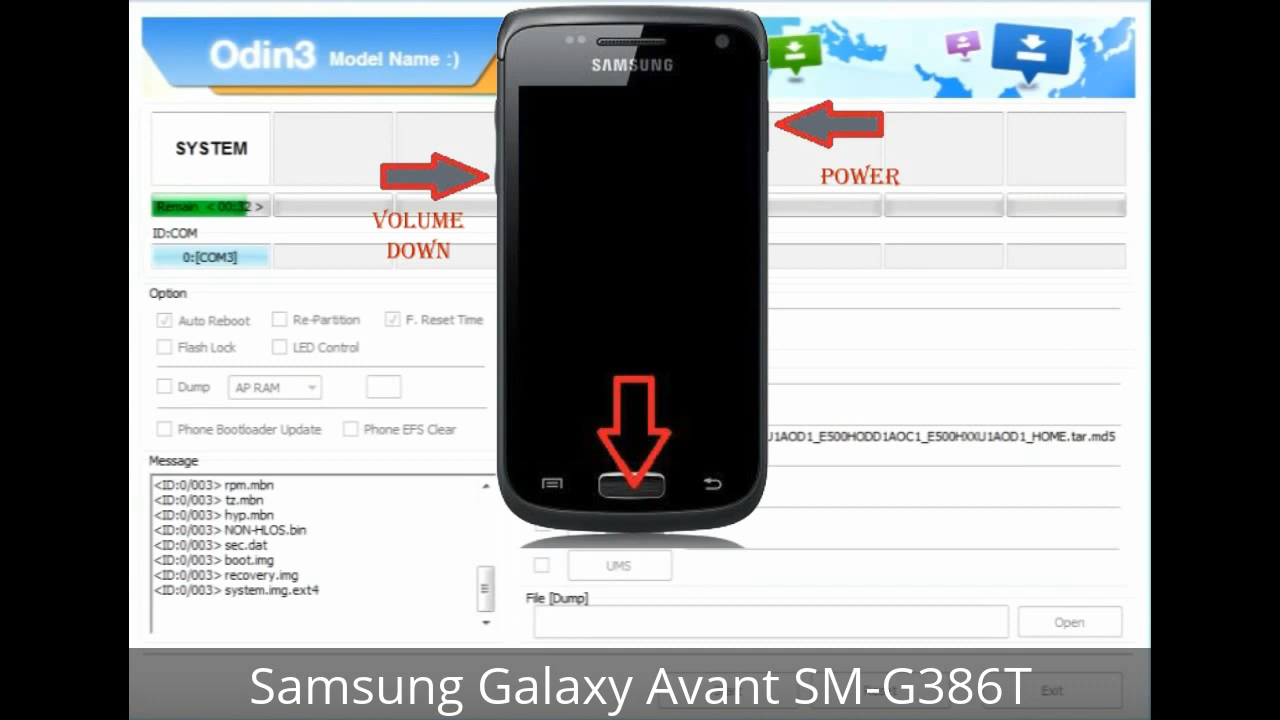 Odin3 Model Name :)
SAMSUNG
SYSTEM
POWER
Remain < 00:32 >
VOLUME
DOWN
ID:COM
0:[COM3]
Option
Auto Reboot
Re-Partition
F. Reset Time
Flash Lock
LED Control
Dump
AP RAM
Phone Bootloader Update
Phone EFS Clear
U1AOD1_E500HODD1AOC1_E500HXXU1AOD1_HOME.tar.md5
Message
<ID:0/003> rpm.mbn
<ID:0/003> tz.mbn
<ID:0/003> hyp.mbn
<ID:0/003> NON-HLOS.bin
<ID:0/003> sec.dat
<ID:0/003> boot.img
<ID:0/003> recovery.img
<ID:0/003> system.img.ext4
UMS
File [Dump]
Open
Samsung Galaxy Avant SM-G386T
Exit